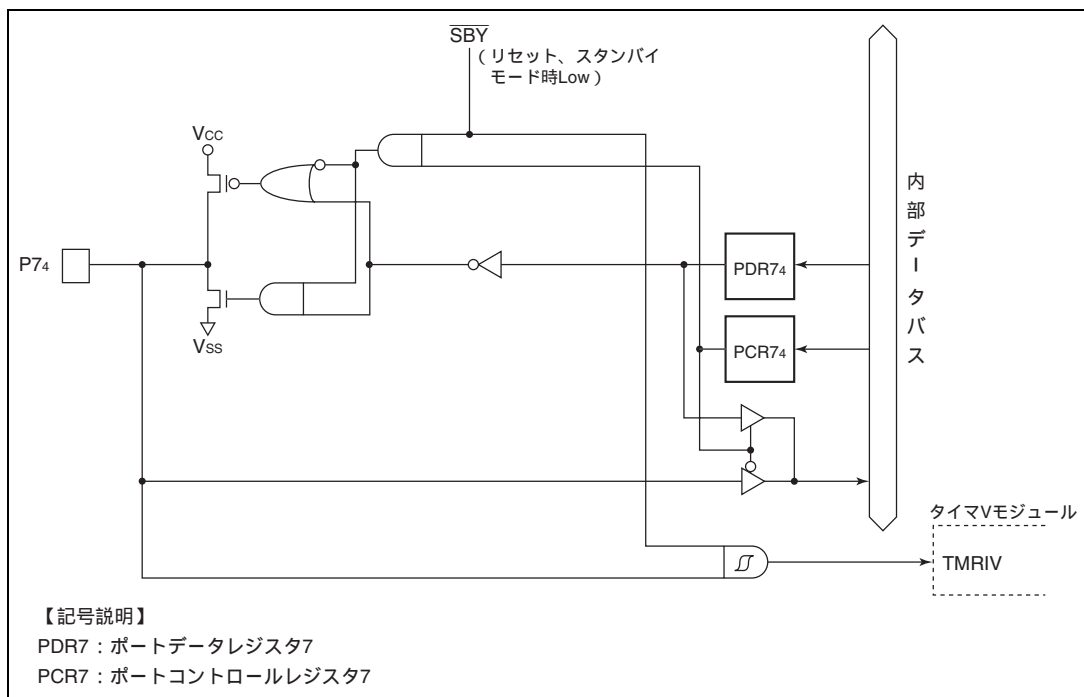 SBY
(リセット、スタンバイ
モード時Low)
VCC
P74
VSS
PDR74
PCR74
内部データバス
タイマVモジュール
TMRIV
【記号説明】
PDR7:ポートデータレジスタ7
PCR7:ポートコントロールレジスタ7